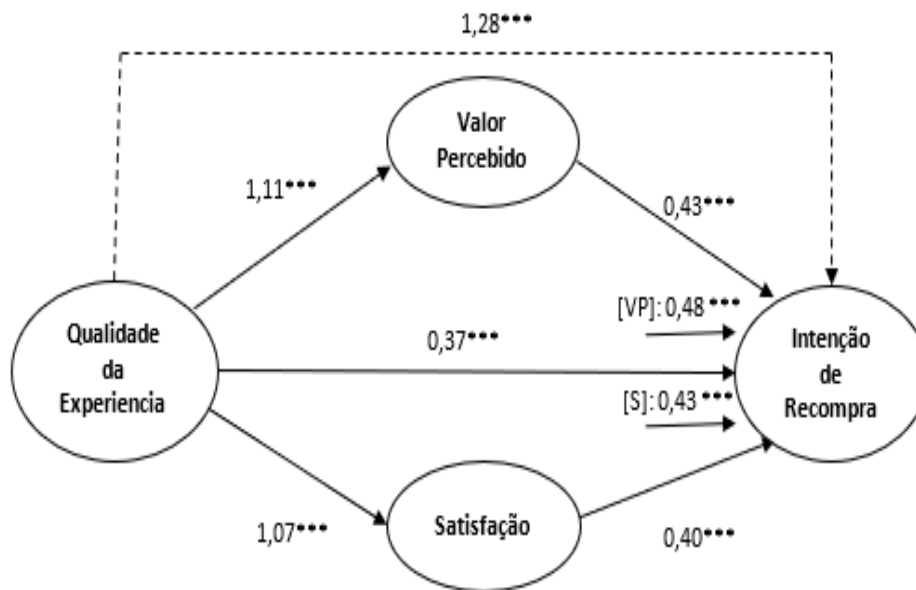 1,28***
Valor
Percebido
1,11***
0,43***
[VP]: 0,48 ***
Qualidade
da
Experiencia
0,37***
Intenção
de
Recompra
[S]: 0,43 ***
Satisfação
1,07***
0,40***